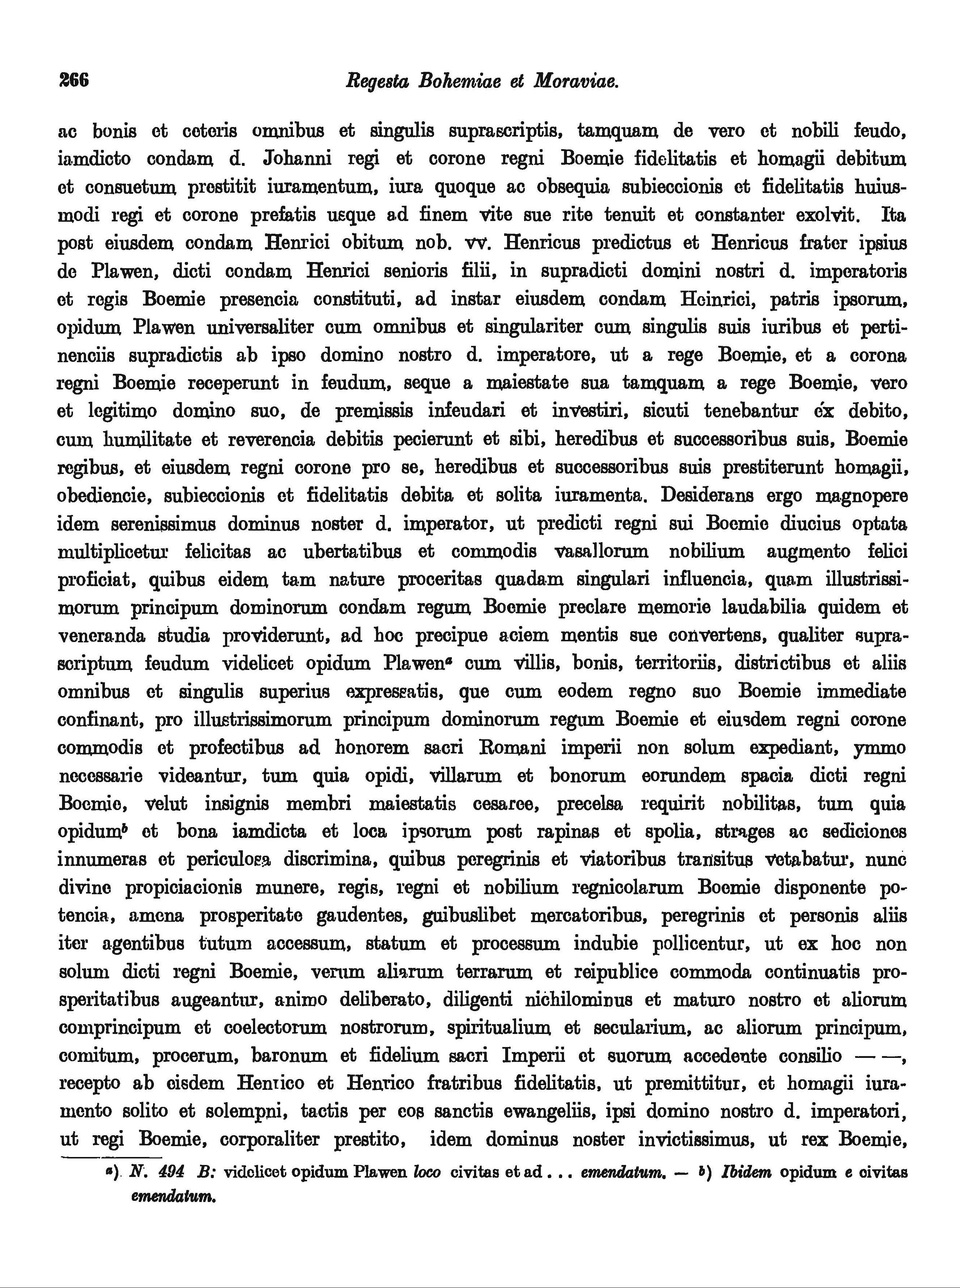 266 Regesta Bohemiae et Moraviae.
ac bonis et ceteris omnibus et singulis suprascriptis, tamquam de vero et nobili feudo,
iamdicto condam d. Johanni regi et corone regni Boemie fidelitatis et homagii debitum
et consuetum prestitit iuramentum, iura quoque ac obsequia subieccionis et fidelitatis huius-
modi regi et corone prefatis usque ad finem vite sue rite tenuit et constanter exolvit. Ita
post eiusdem condam Henrici obitum nob. vv. Henricus predictus et Henricus frater ipsius
de Plawen, dicti condam Henrici senioris filii, in supradicti domini nostri d. imperatoris
et regis Boemie presencia constituti, ad instar eiusdem condam Heinrici, patris ipsorum,
opidum Plawen universaliter cum omnibus et singulariter cum singulis suis iuribus et perti-
nenciis supradictis ab ipso domino nostro d. imperatore, ut a rege Boemie, et a corona
regni Boemie receperunt in feudum, seque a maiestate sua tamquam a rege Boemie, vero
et legitimo domino suo, de premissis infeudari et investiri, sicuti tenebantur ex debito,
cum humilitate et reverencia debitis pecierunt et sibi, heredibus et successoribus suis, Boemie
regibus, et eiusdem regni corone pro se, heredibus et successoribus suis prestiterunt homagii,
obediencie, subieccionis et fidelitatis debita et solita iuramenta. Desiderans ergo magnopere
idem serenissimus dominus noster d. imperator, ut predicti regni sui Boemie diucius optata
multiplicetur felicitas ac ubertatibus et commodis vasallorum nobilium augmento felici
proficiat, quibus eidem tam nature proceritas quadam singulari influencia, quam illustrissi-
morum principum dominorum condam regum Boemie preclare memorie laudabilia quidem et
veneranda studia providerunt, ad hoc precipue aciem mentis sue convertens, qualiter supra-
scriptum feudum videlicet opidum Plawenᵃ cum villis, bonis, territoriis, districtibus et aliis
omnibus et singulis superius expressatis, que cum eodem regno suo Boemie immediate
confinant, pro illustrissimorum principum dominorum regum Boemie et eiusdem regni corone
commodis et profectibus ad honorem sacri Romani imperii non solum expediant, ymmo
necessarie videantur, tum quia opidi, villarum et bonorum eorundem spacia dicti regni
Boemie, velut insignis membri maiestatis cesaree, precelsa requirit nobilitas, tum quia
opidumᵇ et bona iamdicta et loca ipsorum post rapinas et spolia, strages ac sediciones
innumeras et periculosa discrimina, quibus peregrinis et viatoribus transitus vetabatur, nunc
divine propiciacionis munere, regis, regni et nobilium regnicolarum Boemie disponente po-
tencia, amena prosperitate gaudentes, guibuslibet mercatoribus, peregrinis et personis aliis
iter agentibus tutum accessum, statum et processum indubie pollicentur, ut ex hoc non
solum dicti regni Boemie, verum aliarum terrarum et reipublice commoda continuatis pro-
speritatibus augeantur, animo deliberato, diligenti nichilominus et maturo nostro et aliorum
comprincipum et coelectorum nostrorum, spiritualium et secularium, ac aliorum principum,
comitum, procerum, baronum et fidelium sacri Imperii et suorum accedente consilio — —,
recepto ab eisdem Henrico et Henrico fratribus fidelitatis, ut premittitur, et homagii iura-
mento solito et solempni, tactis per eos sanctis ewangeliis, ipsi domino nostro d. imperatori,
ut regi Boemie, corporaliter prestito, idem dominus noster invictissimus, ut rex Boemie,
ᵃ) N. 494 B: videlicet opidum Plawen loco civitas et ad ... emendatum. — ᵇ) Ibidem opidum e civitas
emendatum.